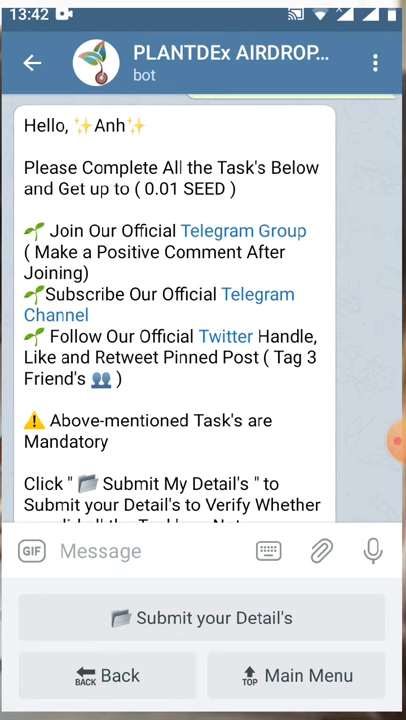 13:42
PLANTDEx AIRDROP...
bot
Hello, ✨Anh✨
Please Complete All the Task's Below
and Get up to ( 0.01 SEED )
🌱 Join Our Official Telegram Group
( Make a Positive Comment After
Joining)
🌱Subscribe Our Official Telegram
Channel
🌱 Follow Our Official Twitter Handle,
Like and Retweet Pinned Post ( Tag 3
Friend's 👥 )
⚠️ Above-mentioned Task's are
Mandatory
Click " 📂 Submit My Detail's " to
Submit your Detail's to Verify Whether
GIF Message
📂 Submit your Detail's
🔙 Back
🔝 Main Menu